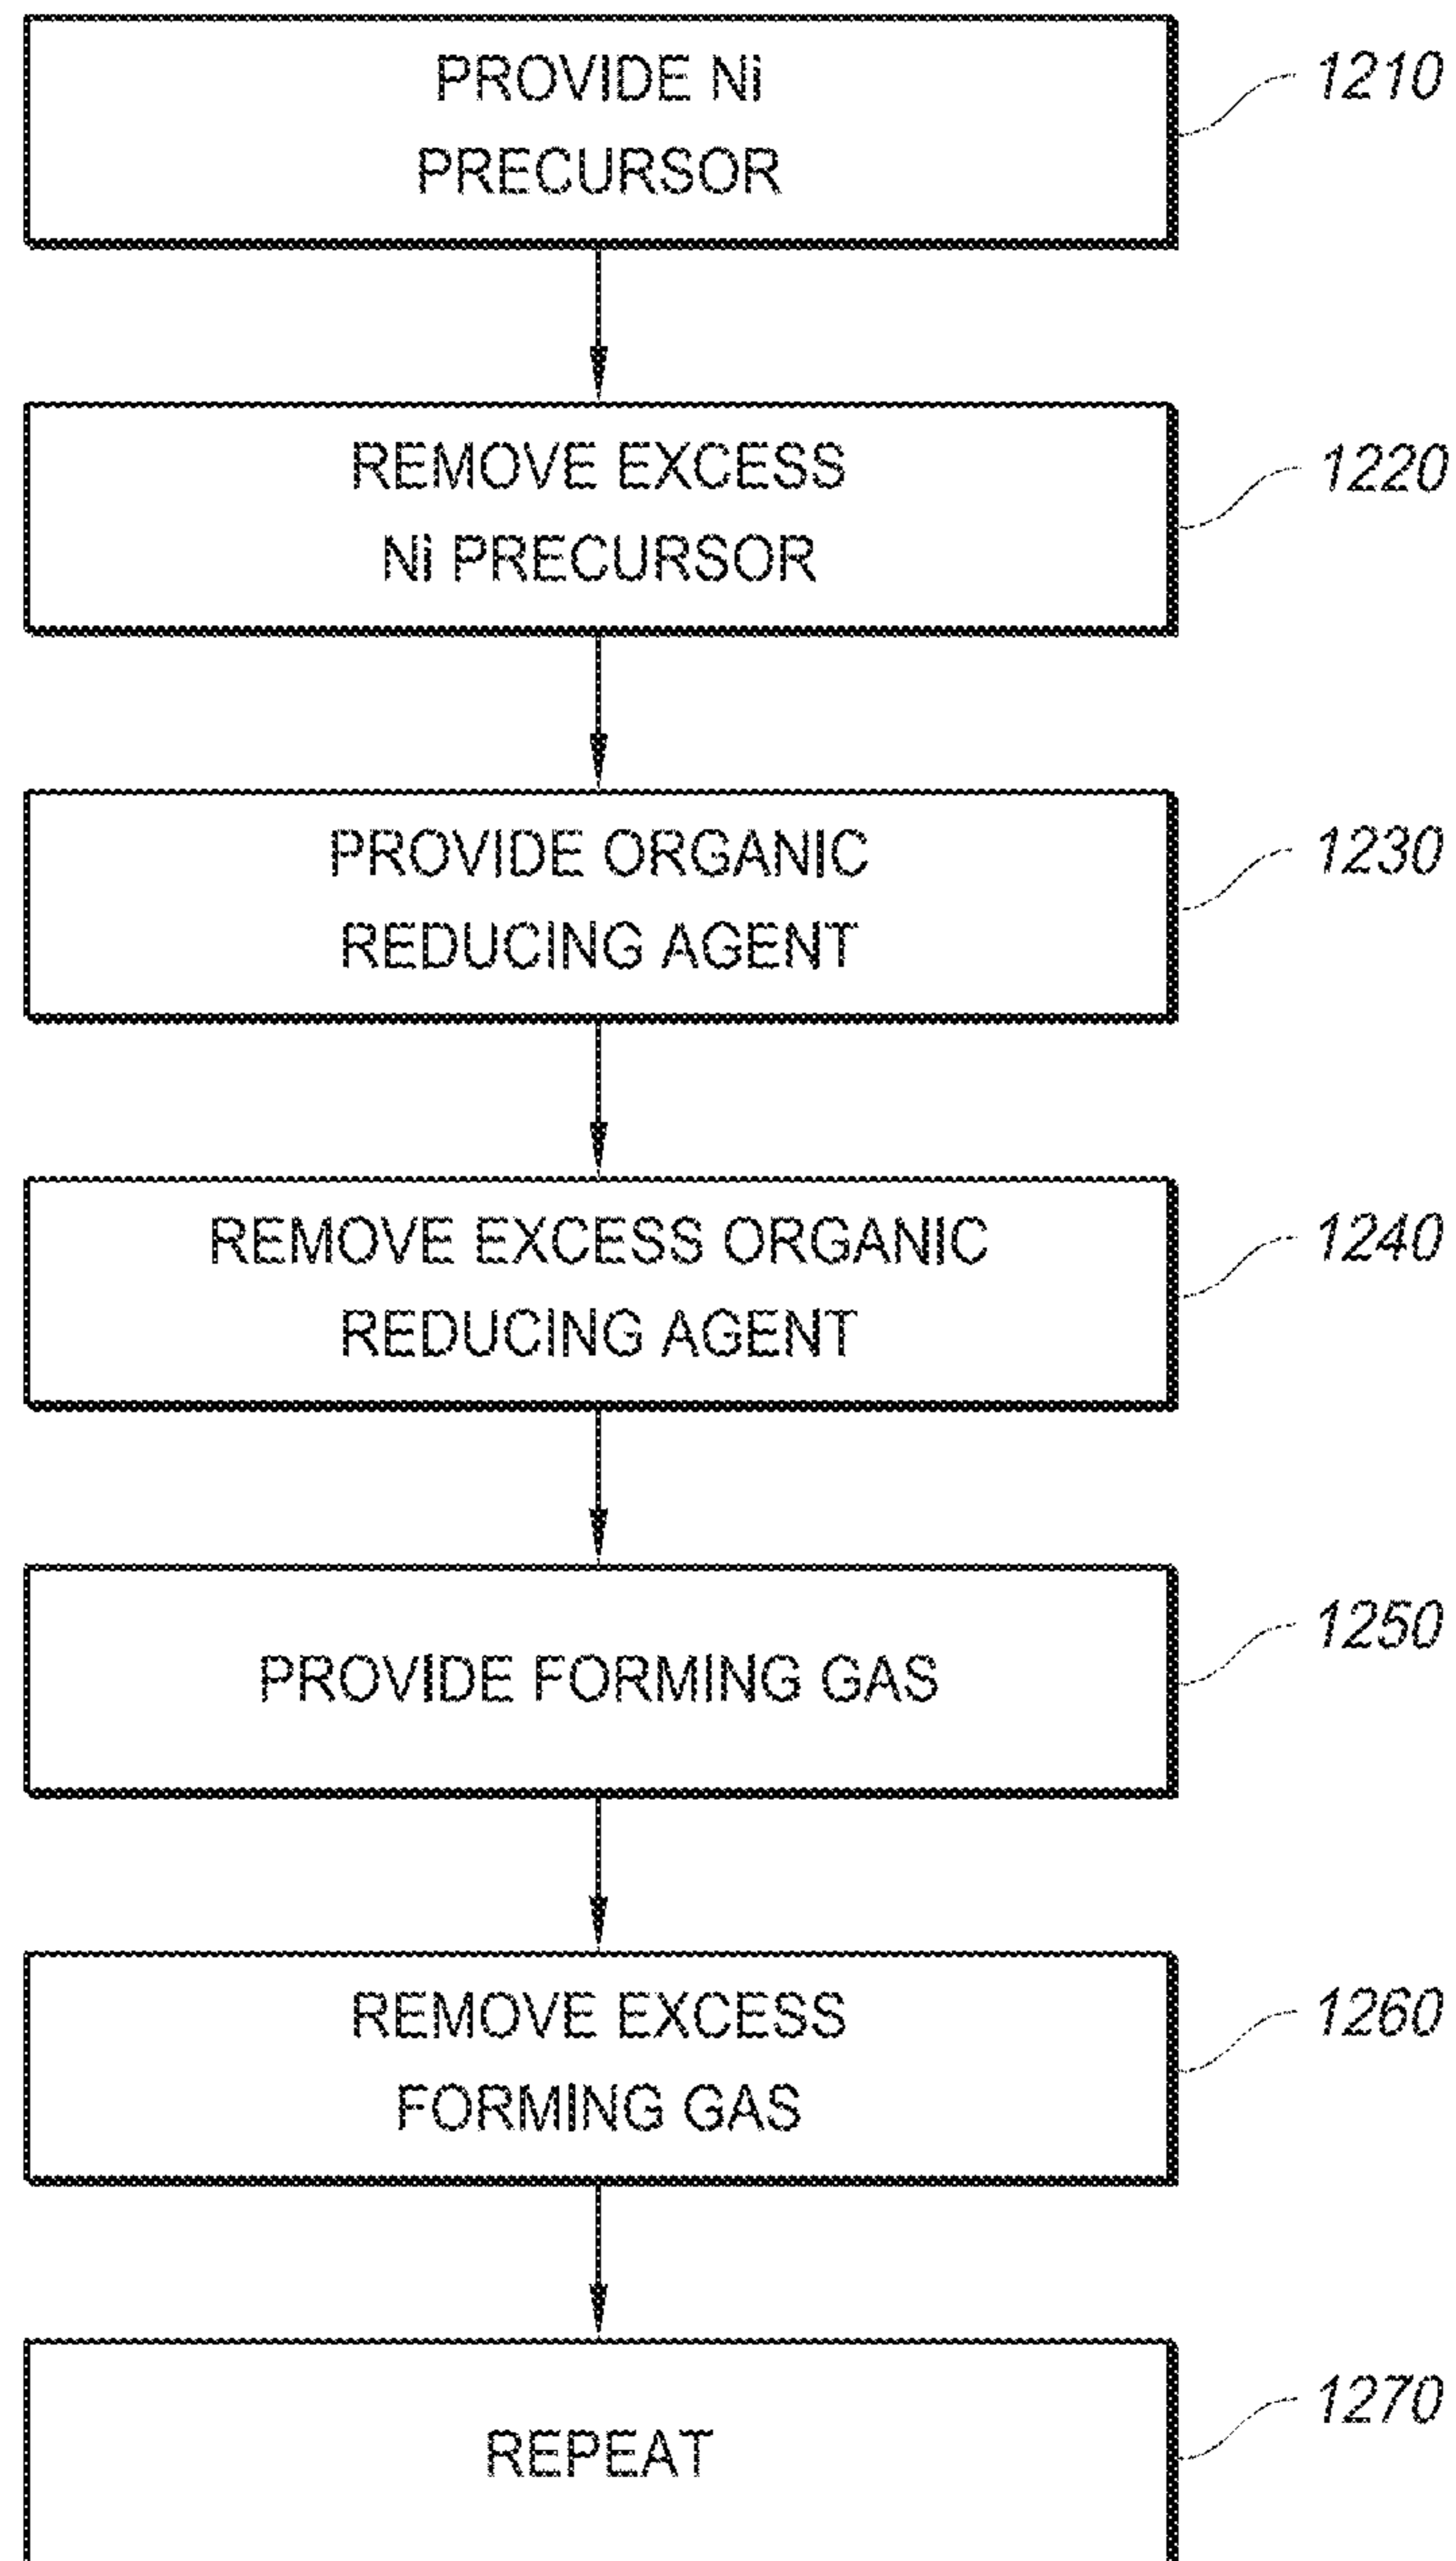 PROVIDE Ni
PRECURSOR
1210
REMOVE EXCESS
Ni PRECURSOR
1220
PROVIDE ORGANIC
REDUCING AGENT
1230
REMOVE EXCESS ORGANIC
REDUCING AGENT
1240
PROVIDE FORMING GAS
1250
REMOVE EXCESS
FORMING GAS
1260
REPEAT
1270